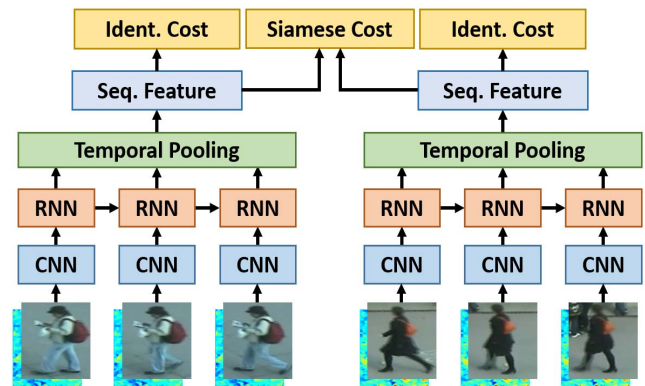 Ident. Cost
Siamese Cost
Ident. Cost
Seq. Feature
Seq. Feature
Temporal Pooling
Temporal Pooling
RNN
RNN
RNN
RNN
RNN
RNN
CNN
CNN
CNN
CNN
CNN
CNN